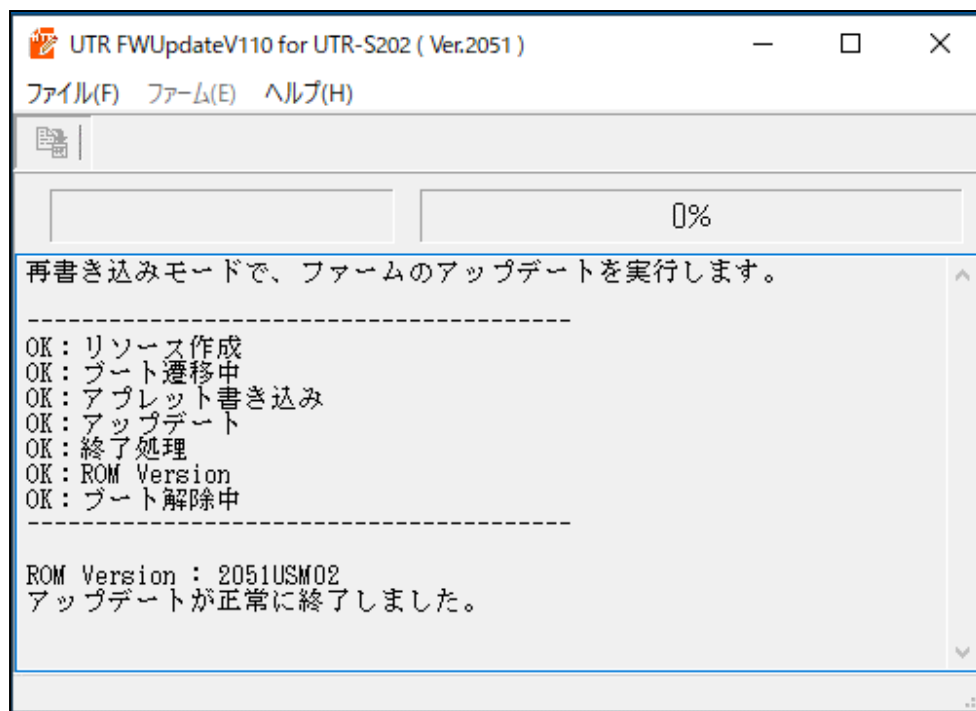 UTR FWUpdateV110 for UTR-S202 ( Ver.2051 )
ファイル(F) ファーム(E) ヘルプ(H)
0%
再書き込みモードで、ファームのアップデートを実行します。
----------------------------------------
OK：リソース作成
OK：ブート遷移中
OK：アプレット書き込み
OK：アップデート
OK：終了処理
OK：ROM Version
OK：ブート解除中
----------------------------------------
ROM Version : 2051USM02
アップデートが正常に終了しました。